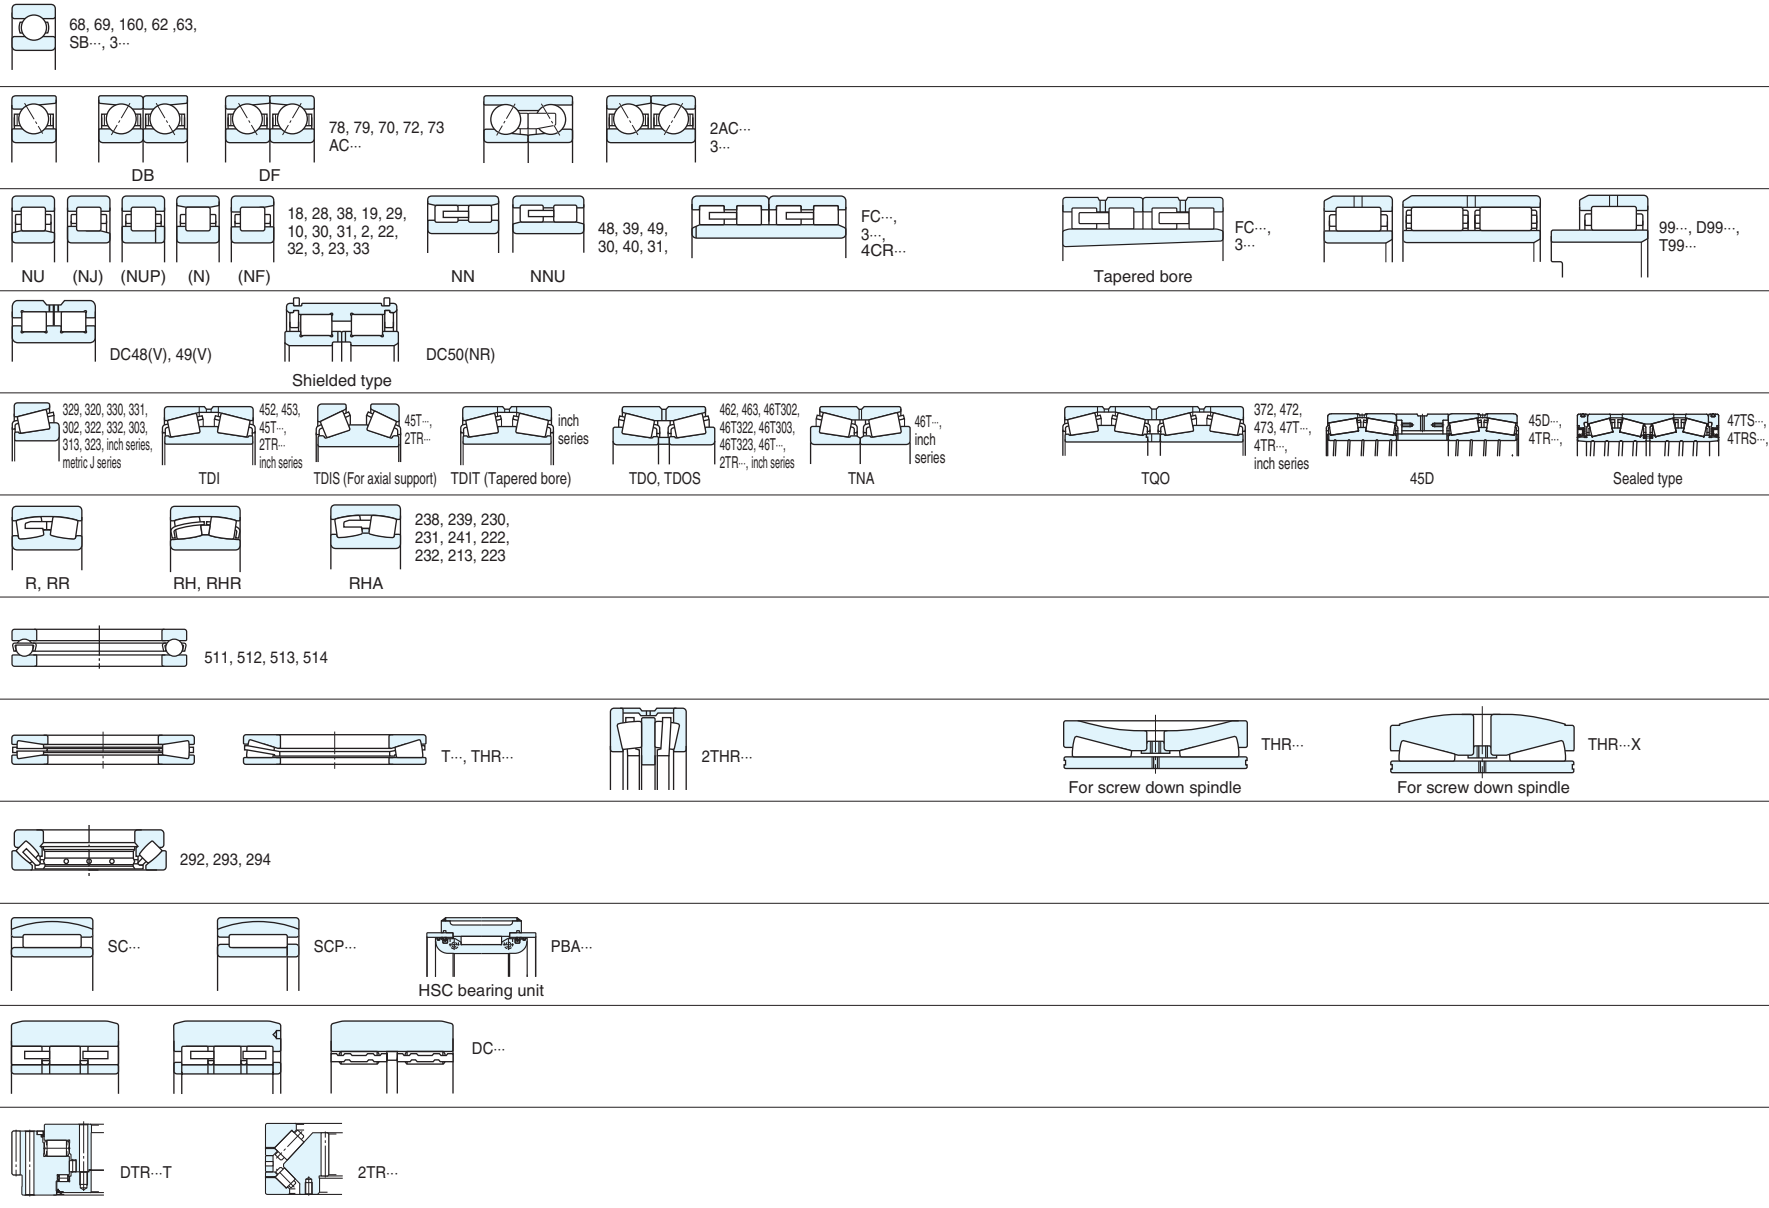 68, 69, 160, 62 ,63,
SB···, 3···
DB
DF
78, 79, 70, 72, 73
AC···
2AC···
3···
NU
(NJ)
(NUP)
(N)
(NF)
18, 28, 38, 19, 29,
10, 30, 31, 2, 22,
32, 3, 23, 33
NN
NNU
48, 39, 49,
30, 40, 31,
FC···,
3···,
4CR···
Tapered bore
FC···,
3···
99···, D99···,
T99···
DC48(V), 49(V)
Shielded type
DC50(NR)
329, 320, 330, 331,
302, 322, 332, 303,
313, 323, inch series,
metric J series
TDI
452, 453,
45T···,
2TR···
inch series
TDIS (For axial support)
45T···,
2TR···
TDIT (Tapered bore)
inch
series
TDO, TDOS
462, 463, 46T302,
46T322, 46T303,
46T323, 46T···,
2TR···, inch series
TNA
46T···,
inch
series
TQO
372, 472,
473, 47T···,
4TR···,
inch series
45D
45D···,
4TR···,
Sealed type
47TS···,
4TRS···,
R, RR
RH, RHR
RHA
238, 239, 230,
231, 241, 222,
232, 213, 223
511, 512, 513, 514
T···, THR···
2THR···
THR···
For screw down spindle
THR···X
For screw down spindle
292, 293, 294
SC···
SCP···
PBA···
HSC bearing unit
DC···
DTR···T
2TR···